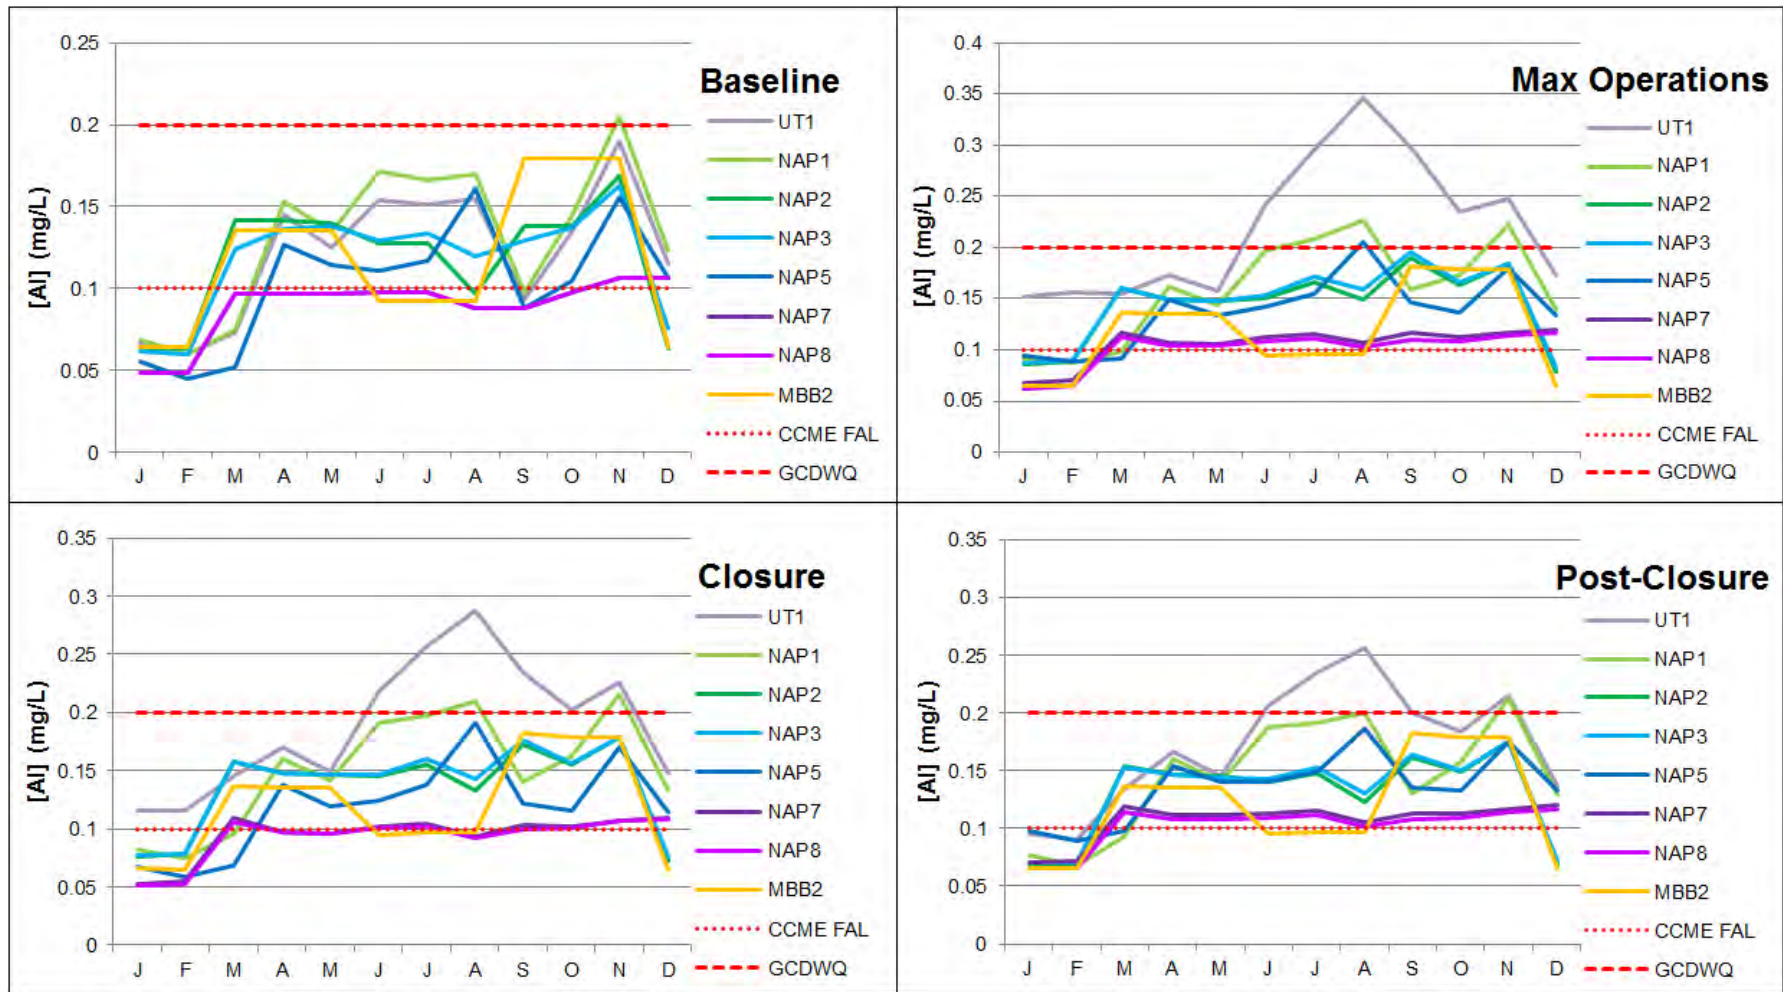 Baseline
[Al] (mg/L)
0.25
0.2
0.15
0.1
0.05
0
J F M A M J J A S O N D
UT1
NAP1
NAP2
NAP3
NAP5
NAP7
NAP8
MBB2
CCME FAL
GCDWQ
Max Operations
[Al] (mg/L)
0.4
0.35
0.3
0.25
0.2
0.15
0.1
0.05
0
J F M A M J J A S O N D
UT1
NAP1
NAP2
NAP3
NAP5
NAP7
NAP8
MBB2
CCME FAL
GCDWQ
Closure
[Al] (mg/L)
0.35
0.3
0.25
0.2
0.15
0.1
0.05
0
J F M A M J J A S O N D
UT1
NAP1
NAP2
NAP3
NAP5
NAP7
NAP8
MBB2
CCME FAL
GCDWQ
Post-Closure
[Al] (mg/L)
0.35
0.3
0.25
0.2
0.15
0.1
0.05
0
J F M A M J J A S O N D
UT1
NAP1
NAP2
NAP3
NAP5
NAP7
NAP8
MBB2
CCME FAL
GCDWQ